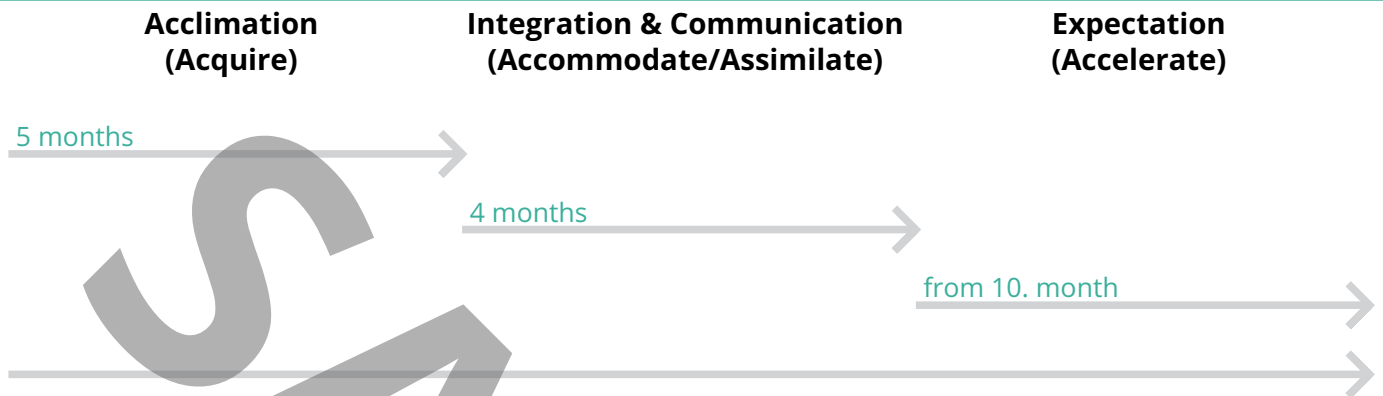 Acclimation
(Acquire)
Integration & Communication
(Accommodate/Assimilate)
Expectation
(Accelerate)
5 months
4 months
from 10. month